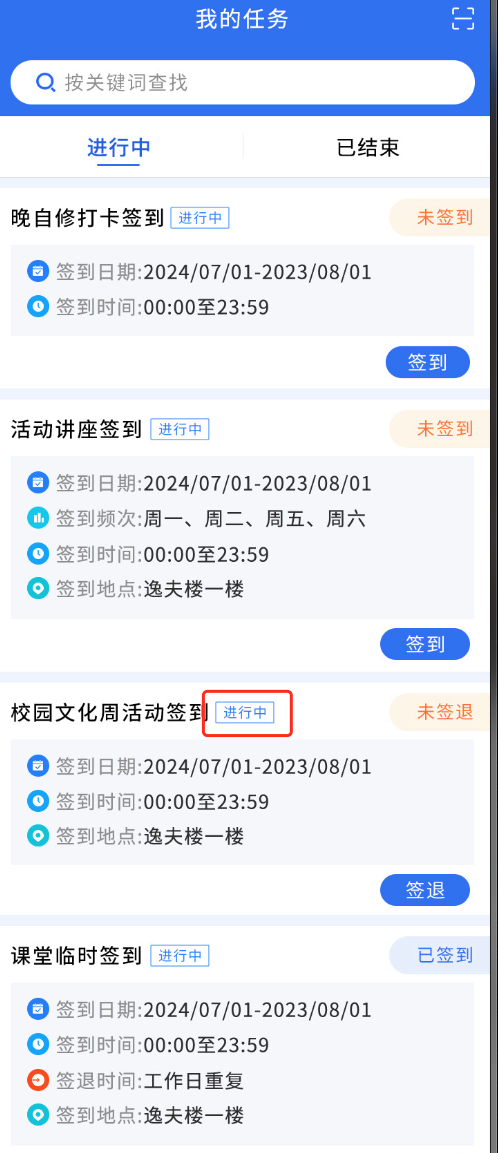 我的任务
按关键词查找
进行中 已结束
晚自修打卡签到 进行中 未签到
签到日期:2024/07/01-2023/08/01
签到时间:00:00至23:59
签到
活动讲座签到 进行中 未签到
签到日期:2024/07/01-2023/08/01
签到频次:周一、周二、周五、周六
签到时间:00:00至23:59
签到地点:逸夫楼一楼
签到
校园文化周活动签到 进行中 未签退
签到日期:2024/07/01-2023/08/01
签到时间:00:00至23:59
签到地点:逸夫楼一楼
签退
课堂临时签到 进行中 已签到
签到日期:2024/07/01-2023/08/01
签到时间:00:00至23:59
签退时间:工作日重复
签到地点:逸夫楼一楼